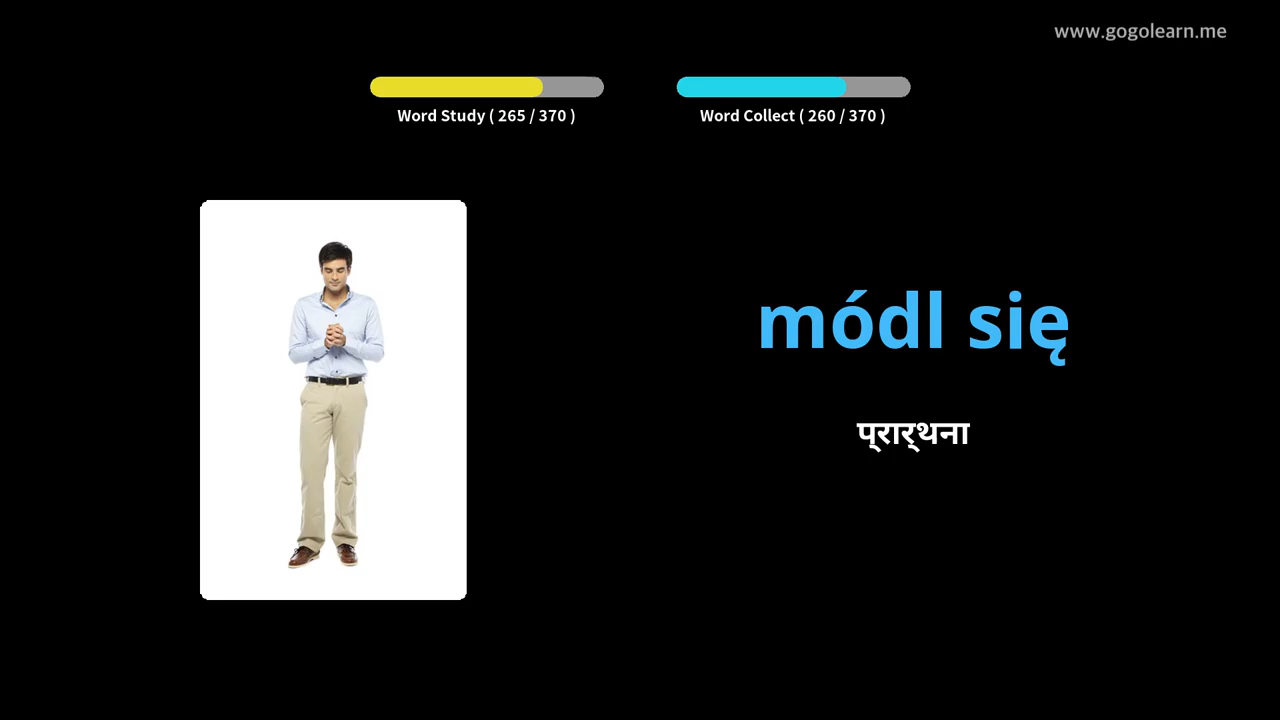 www.gogolearn.me
Word Study ( 265 / 370 )
Word Collect ( 260 / 370 )
módl się
प्रार्थना